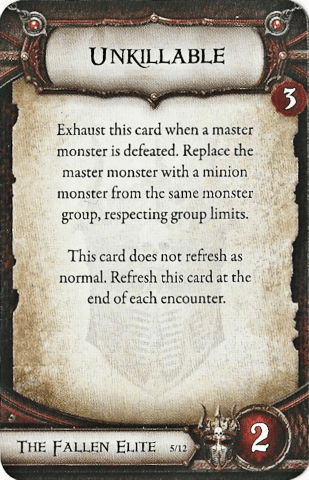 Unkillable
3
Exhaust this card when a master
monster is defeated. Replace the
master monster with a minion
monster from the same monster
group, respecting group limits.
This card does not refresh as
normal. Refresh this card at the
end of each encounter.
The Fallen Elite 5/12
2